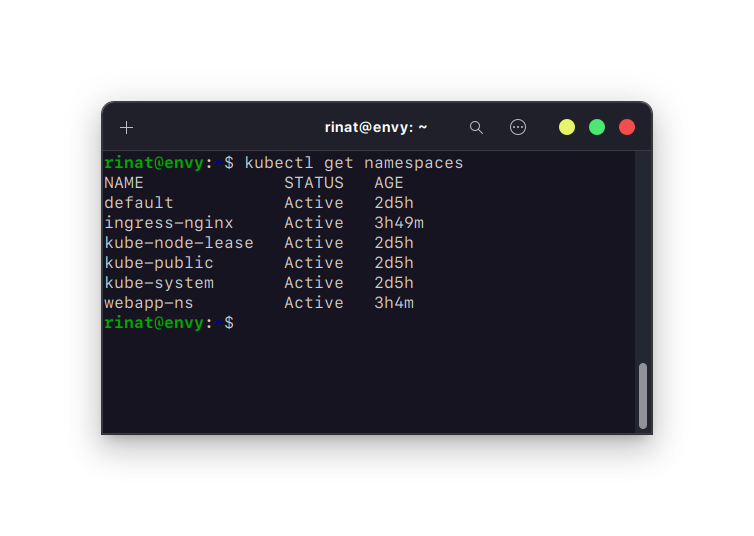 rinat@envy: ~
rinat@envy:~$ kubectl get namespaces
NAME              STATUS   AGE
default           Active   2d5h
ingress-nginx     Active   3h49m
kube-node-lease   Active   2d5h
kube-public       Active   2d5h
kube-system       Active   2d5h
webapp-ns         Active   3h4m
rinat@envy:~$